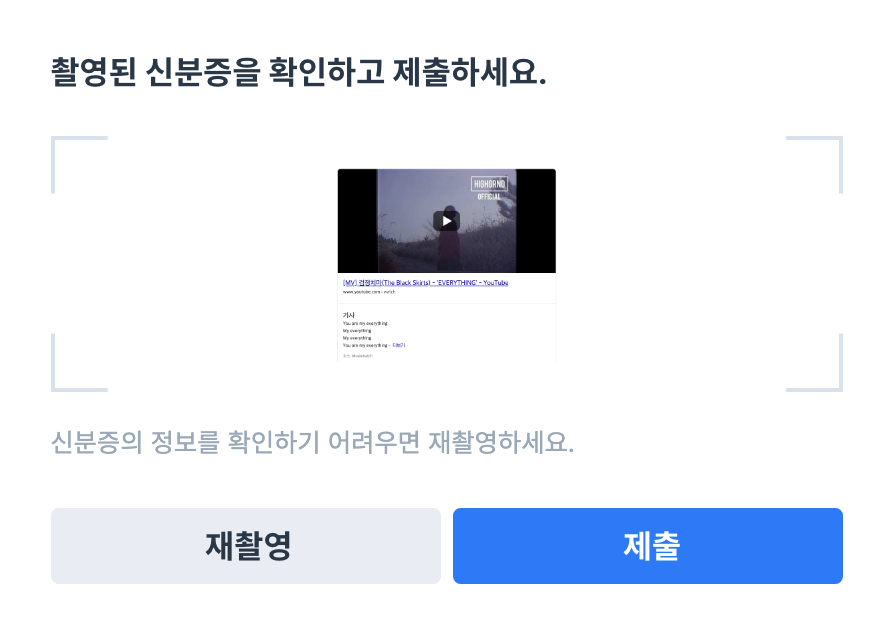 촬영된 신분증을 확인하고 제출하세요.
HIGHGRND
OFFICIAL
[MV] 검정치마(The Black Skirts) - 'EVERYTHING' - YouTube
www.youtube.com › watch
가사
You are my everything
My everything
My everything
You are my everything - 더보기
출처: Musixmatch
신분증의 정보를 확인하기 어려우면 재촬영하세요.
재촬영
제출